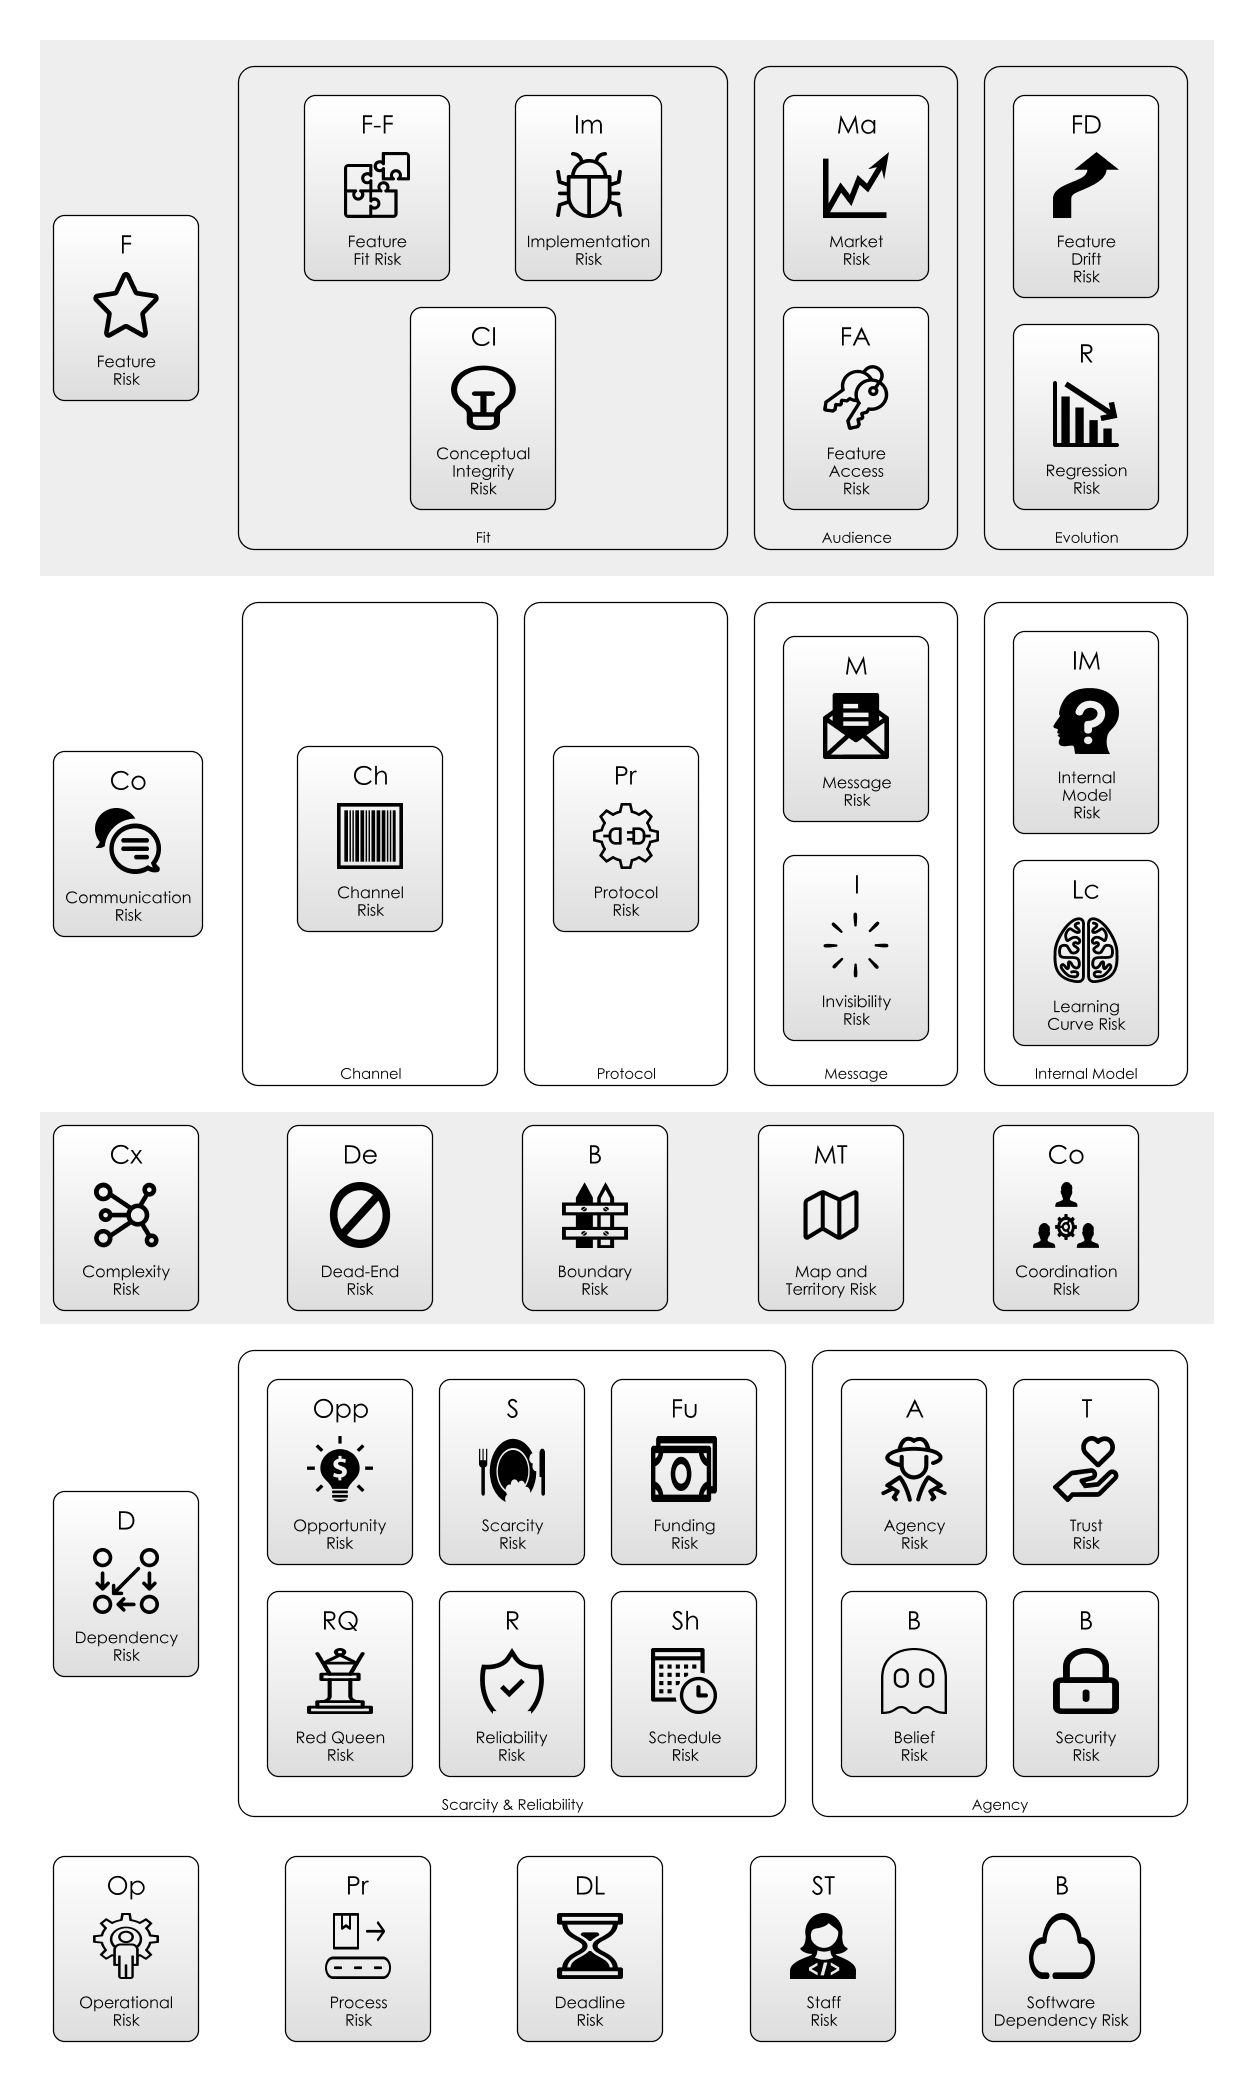 F
Feature
Risk
F-F
Feature
Fit Risk
Im
Implementation
Risk
CI
Conceptual
Integrity
Risk
Fit
Ma
Market
Risk
FA
Feature
Access
Risk
Audience
FD
Feature
Drift
Risk
R
Regression
Risk
Evolution
Co
Communication
Risk
Ch
Channel
Risk
Channel
Pr
Protocol
Risk
Protocol
M
Message
Risk
I
Invisibility
Risk
Message
IM
Internal
Model
Risk
Lc
Learning
Curve Risk
Internal Model
Cx
Complexity
Risk
De
Dead-End
Risk
B
Boundary
Risk
MT
Map and
Territory Risk
Co
Coordination
Risk
D
Dependency
Risk
Opp
Opportunity
Risk
S
Scarcity
Risk
Fu
Funding
Risk
RQ
Red Queen
Risk
R
Reliability
Risk
Sh
Schedule
Risk
Scarcity & Reliability
A
Agency
Risk
T
Trust
Risk
B
Belief
Risk
B
Security
Risk
Agency
Op
Operational
Risk
Pr
Process
Risk
DL
Deadline
Risk
ST
Staff
Risk
B
Software
Dependency Risk